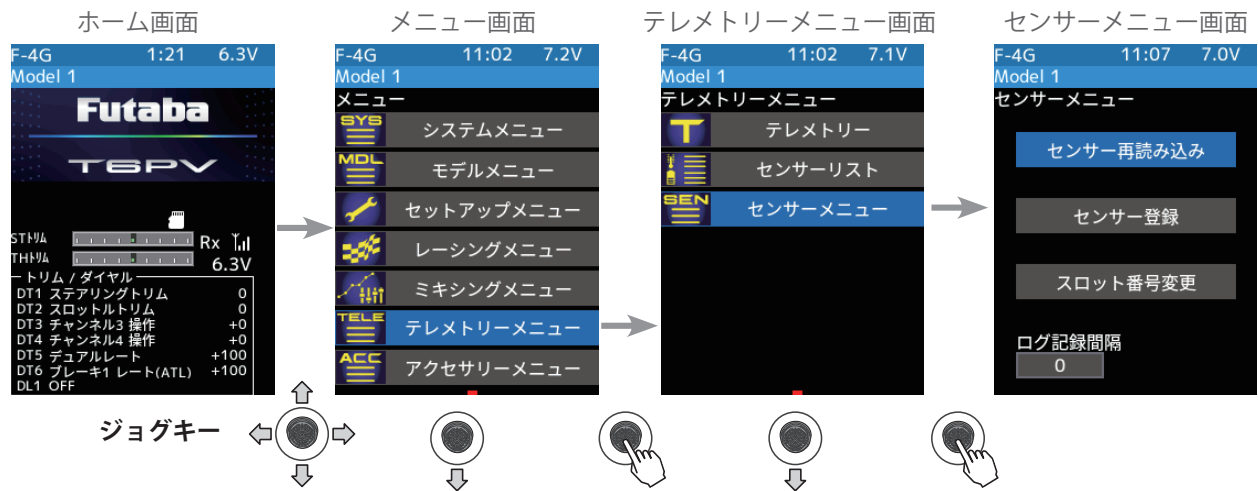 ホーム画面
F-4G 1:21 6.3V
Model 1
Futaba
T6PV
STﾄﾘﾑ
Rx
THﾄﾘﾑ
6.3V
トリム / ダイヤル
DT1 ステアリングトリム 0
DT2 スロットルトリム 0
DT3 チャンネル3 操作 +0
DT4 チャンネル4 操作 +0
DT5 デュアルレート +100
DT6 ブレーキ1 レート(ATL) +100
DL1 OFF
ジョグキー
メニュー画面
F-4G 11:02 7.2V
Model 1
メニュー
SYS システムメニュー
MDL モデルメニュー
セットアップメニュー
レーシングメニュー
ミキシングメニュー
TELE テレメトリーメニュー
ACC アクセサリーメニュー
テレメトリーメニュー画面
F-4G 11:02 7.1V
Model 1
テレメトリーメニュー
T テレメトリー
センサーリスト
SEN センサーメニュー
センサーメニュー画面
F-4G 11:07 7.0V
Model 1
センサーメニュー
センサー再読み込み
センサー登録
スロット番号変更
ログ記録間隔
0